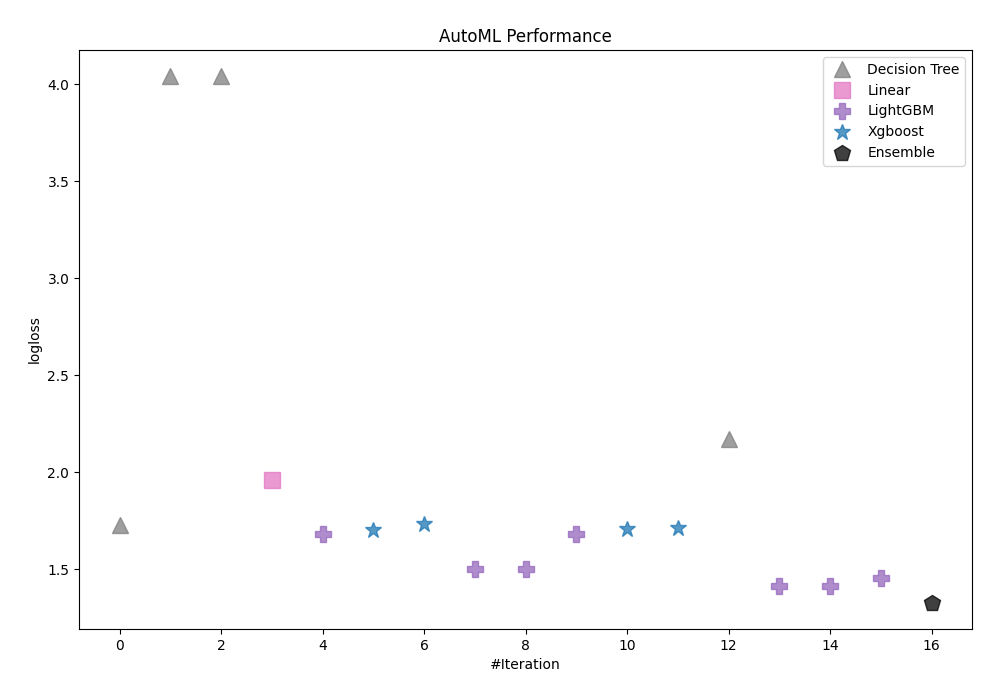 AutoML Performance
Decision Tree
Linear
LightGBM
Xgboost
Ensemble
logloss
4.0
3.5
3.0
2.5
2.0
1.5
0 2 4 6 8 10 12 14 16
#Iteration